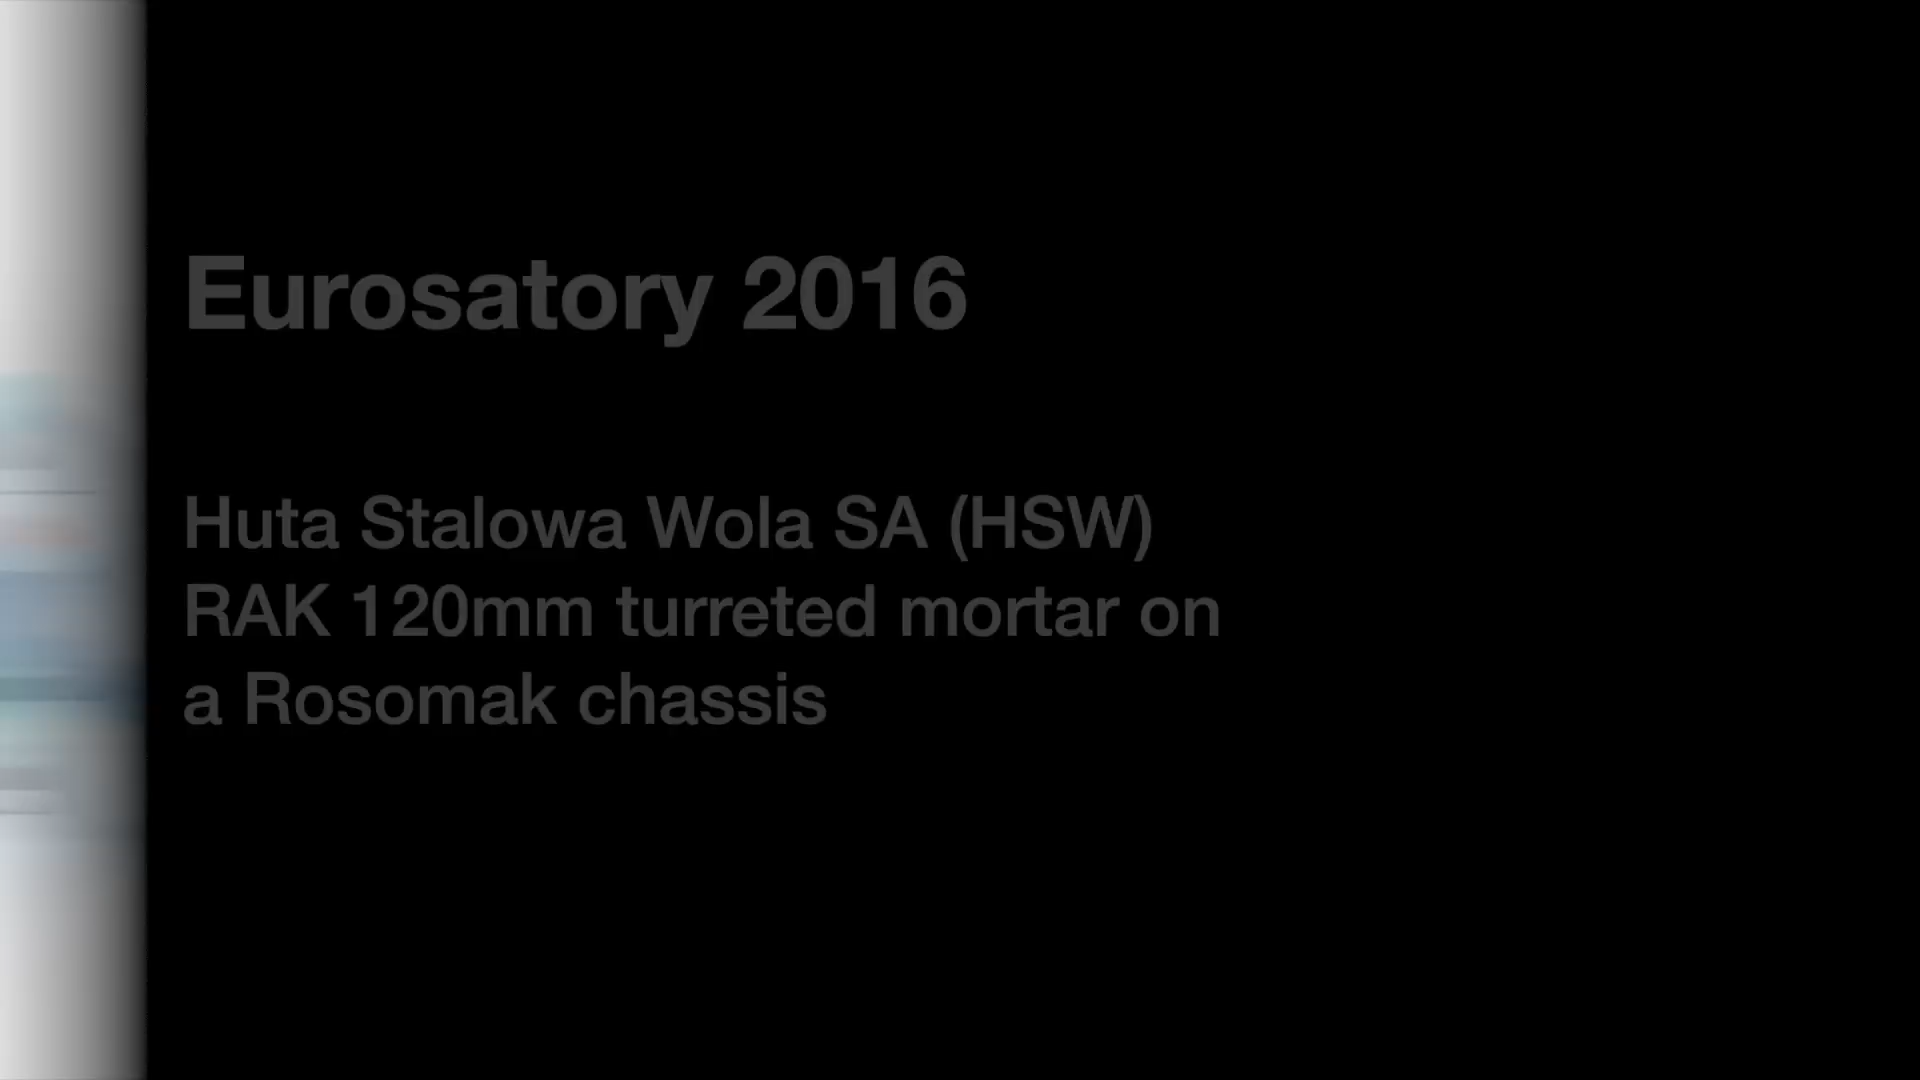 Eurosatory 2016
Huta Stalowa Wola SA (HSW)
RAK 120mm turreted mortar on
a Rosomak chassis